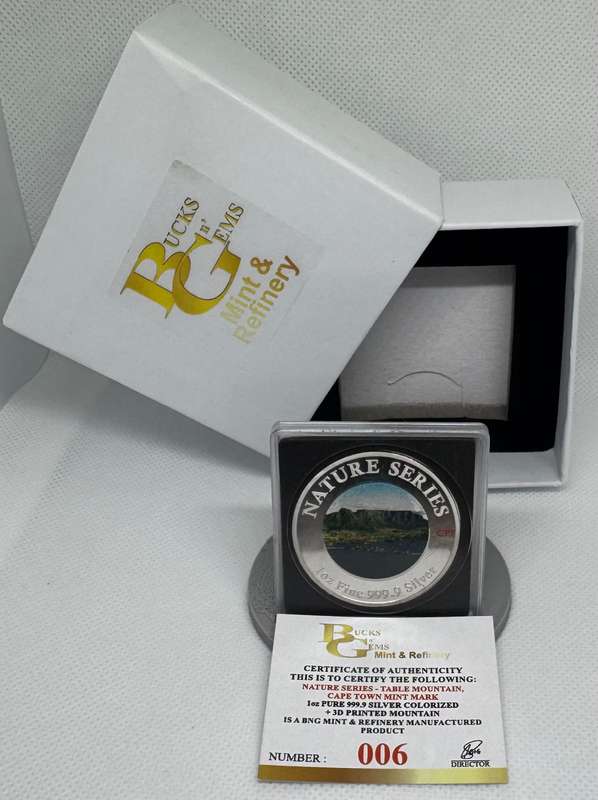 BUCKS
n'
GEMS
Mint &
Refinery
NATURE SERIES
CPT
1oz Fine 999.9 Silver
BUCKS
n'
GEMS
Mint & Refinery
CERTIFICATE OF AUTHENTICITY
THIS IS TO CERTIFY THE FOLLOWING:
NATURE SERIES - TABLE MOUNTAIN,
CAPE TOWN MINT MARK
1oz PURE 999.9 SILVER COLORIZED
+ 3D PRINTED MOUNTAIN
IS A BNG MINT & REFINERY MANUFACTURED
PRODUCT
NUMBER : 006
DIRECTOR